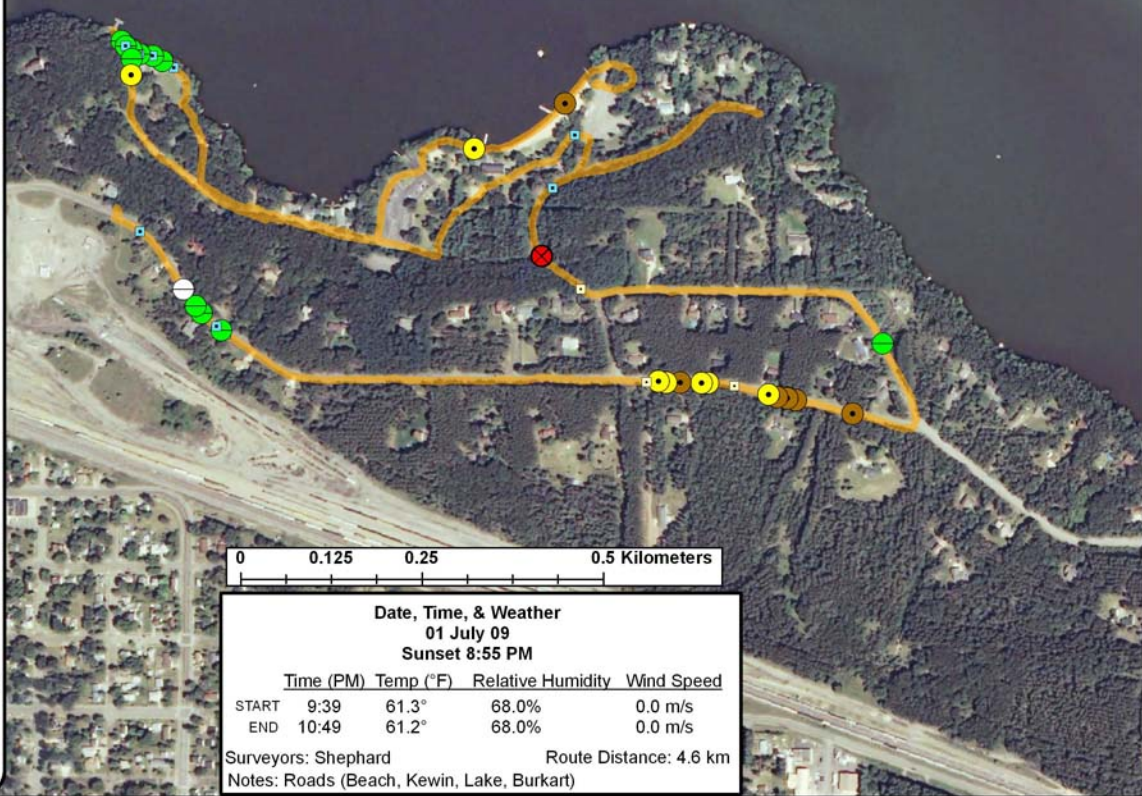 0 0.125 0.25 0.5 Kilometers
Date, Time, & Weather
01 July 09
Sunset 8:55 PM
Time (PM) Temp (°F) Relative Humidity Wind Speed
START 9:39 61.3° 68.0% 0.0 m/s
END 10:49 61.2° 68.0% 0.0 m/s
Surveyors: Shephard Route Distance: 4.6 km
Notes: Roads (Beach, Kewin, Lake, Burkart)